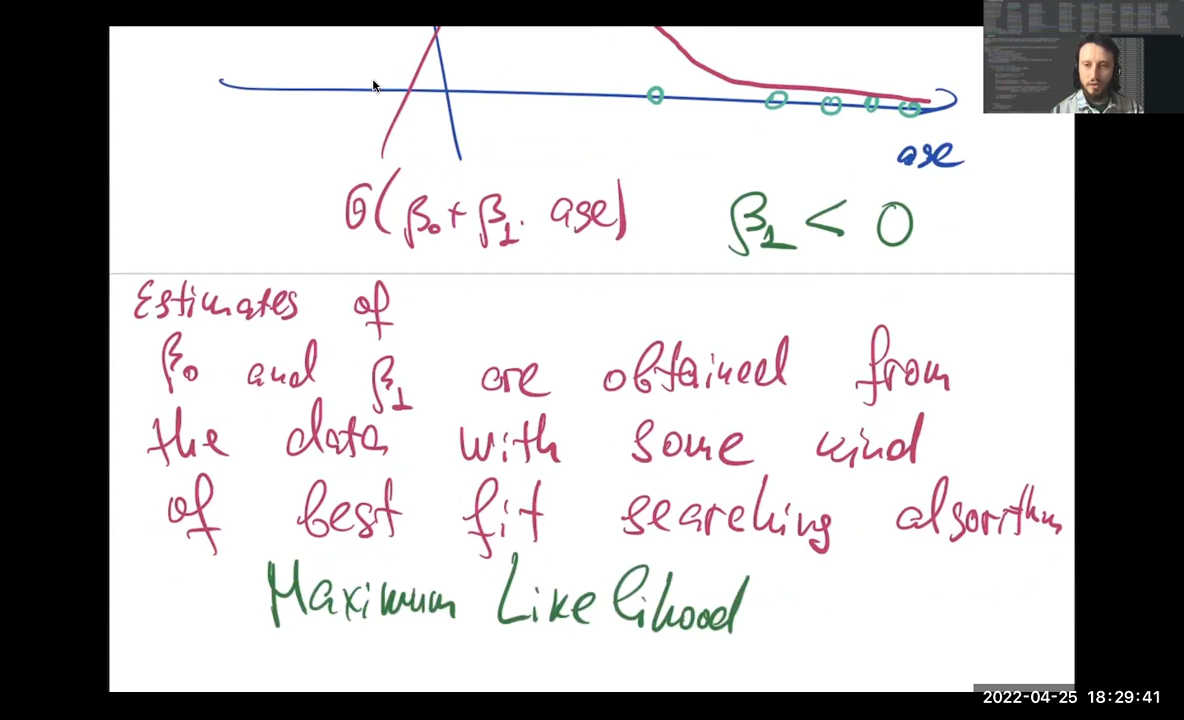 age
σ(β₀ + β₁. age)
β₁ < 0
Estimates of
β₀ and β₁ are obtained from
the data with some kind
of best fit searching algorithm
Maximum Likelihood
2022-04-25 18:29:41